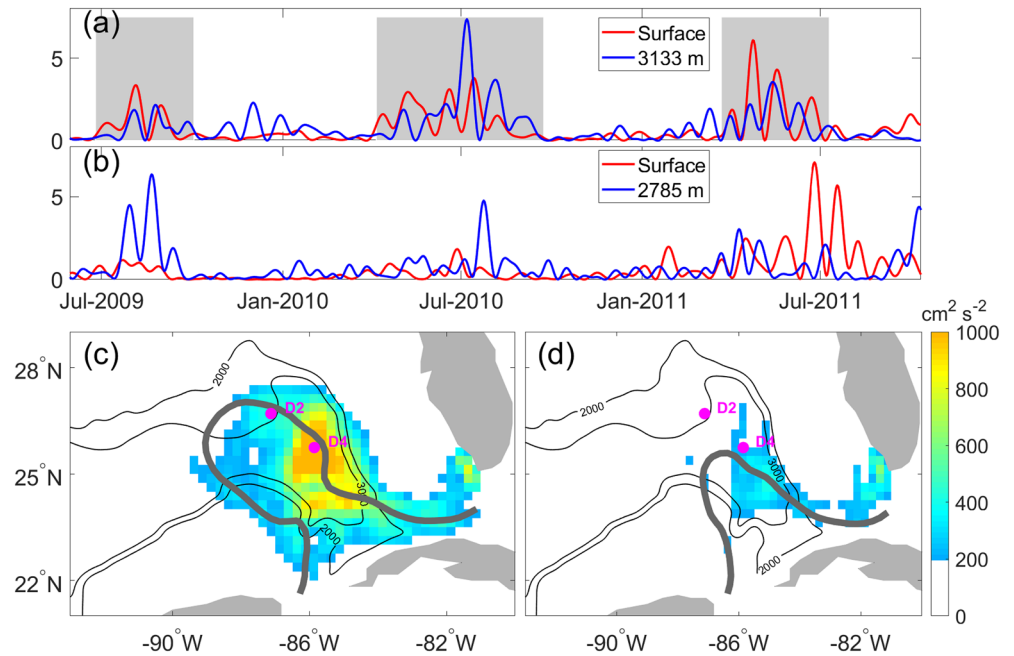 (a)
5
0
Surface
3133 m
(b)
5
0
Surface
2785 m
Jul-2009
Jan-2010
Jul-2010
Jan-2011
Jul-2011
cm² s⁻²
(c)
28°N
25°N
22°N
2000
D2
D4
3000
2000
-90°W
-86°W
-82°W
(d)
2000
D2
D4
3000
2000
-90°W
-86°W
-82°W
1000
800
600
400
200
0